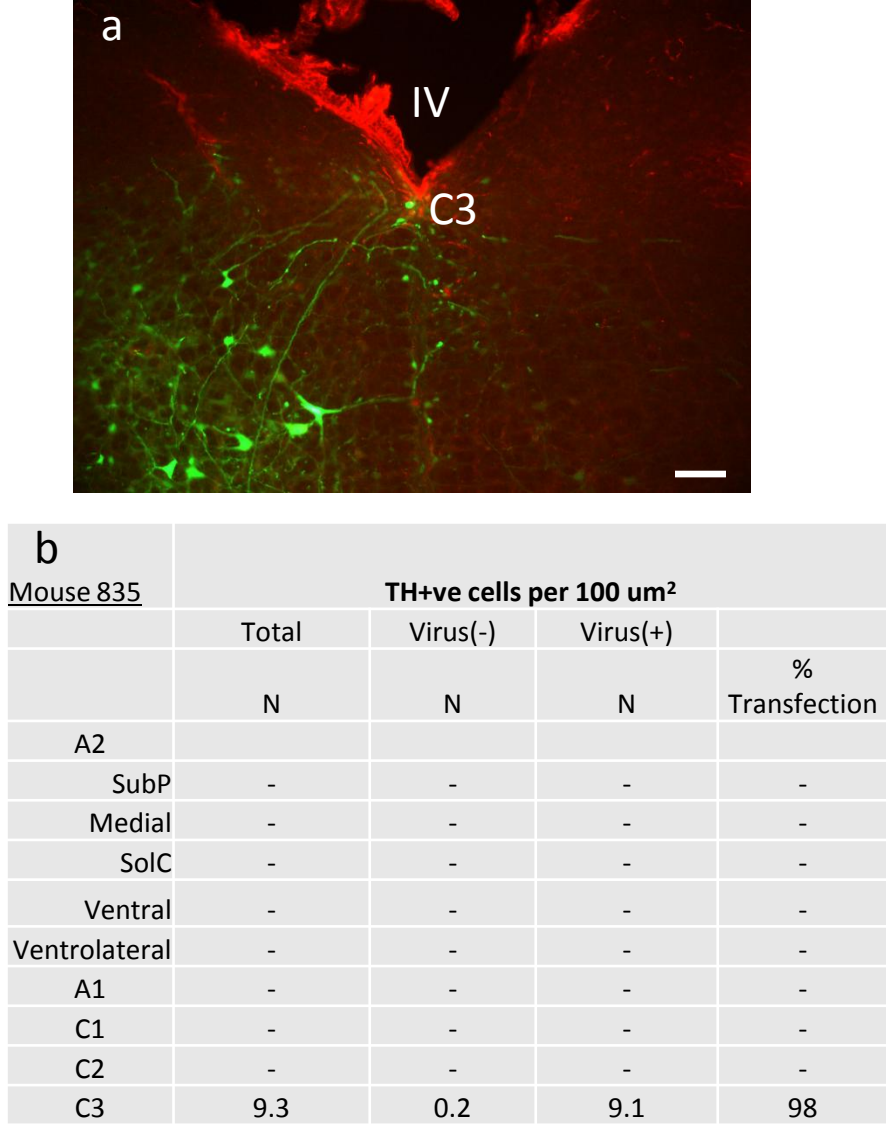 a
IV
C3
b
Mouse 835 TH+ve cells per 100 um²
Total Virus(-) Virus(+)
N N N % Transfection
A2
SubP - - - -
Medial - - - -
SolC - - - -
Ventral - - - -
Ventrolateral - - - -
A1 - - - -
C1 - - - -
C2 - - - -
C3 9.3 0.2 9.1 98